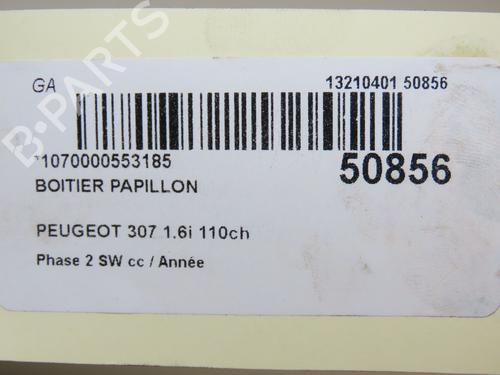 GA
13210401 50856
*1070000553185
50856
BOITIER PAPILLON
PEUGEOT 307 1.6i 110ch
Phase 2 SW cc / Année
B-PARTS